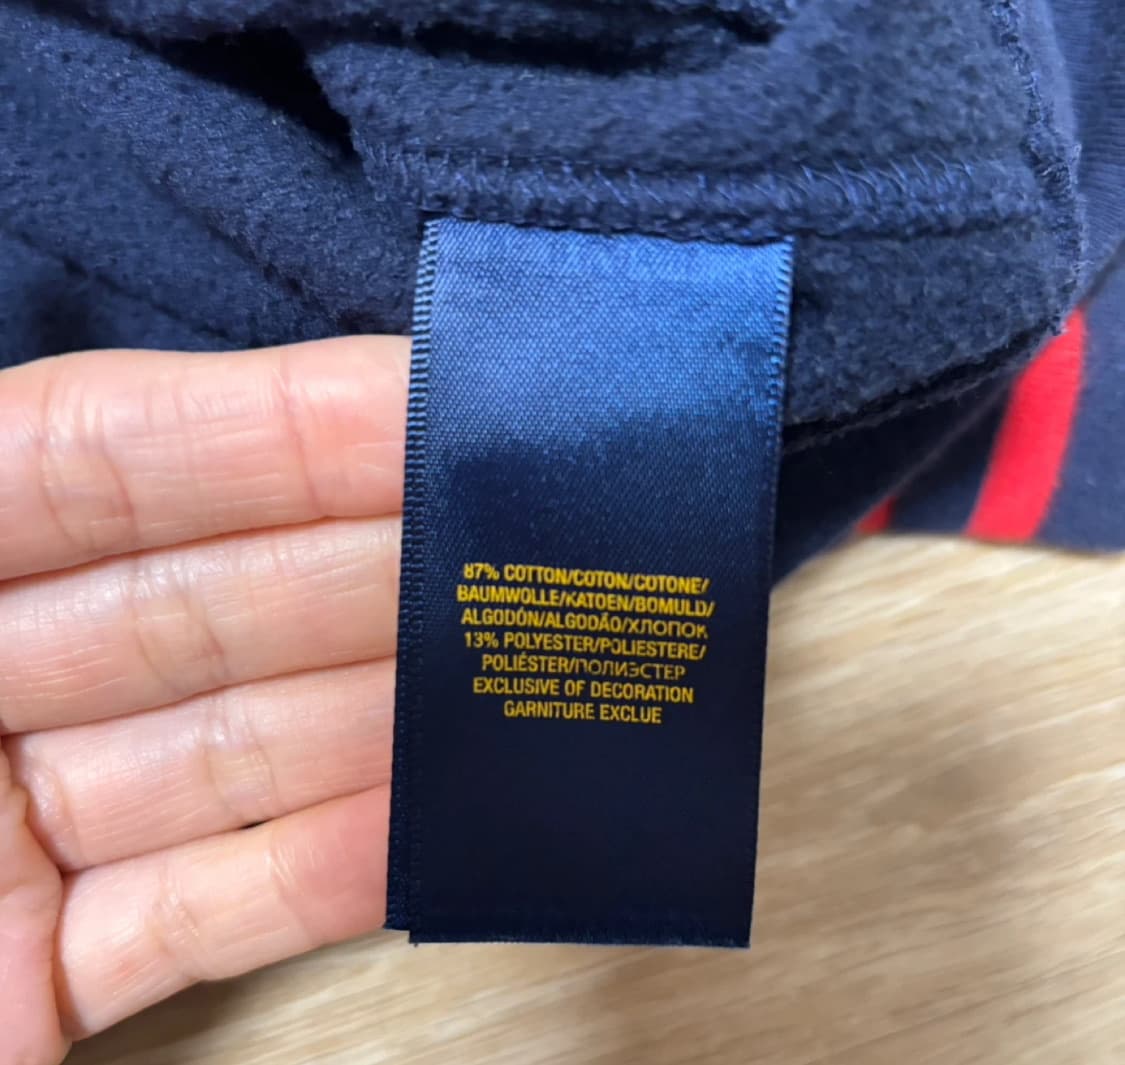 87% COTTON/COTON/COTONE/
BAUMWOLLE/KATOEN/BOMULD/
ALGODÓN/ALGODÃO/ХЛОПОК
13% POLYESTER/POLIESTERE/
POLIÉSTER/ПОЛИЭСТЕР
EXCLUSIVE OF DECORATION
GARNITURE EXCLUE